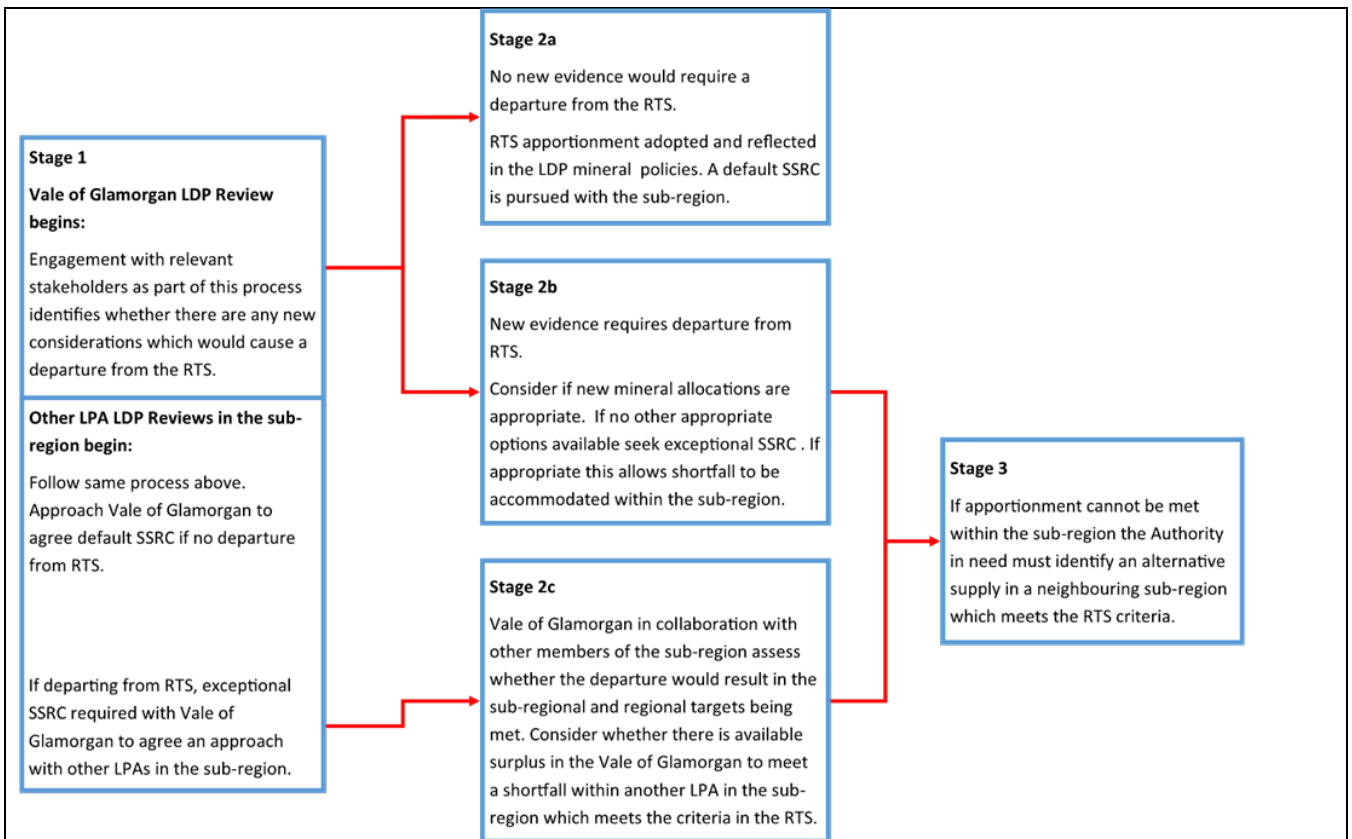 Stage 1
Vale of Glamorgan LDP Review
begins:
Engagement with relevant
stakeholders as part of this process
identifies whether there are any new
considerations which would cause a
departure from the RTS.
Other LPA LDP Reviews in the sub-
region begin:
Follow same process above.
Approach Vale of Glamorgan to
agree default SSRC if no departure
from RTS.
If departing from RTS, exceptional
SSRC required with Vale of
Glamorgan to agree an approach
with other LPAs in the sub-region.
Stage 2a
No new evidence would require a
departure from the RTS.
RTS apportionment adopted and reflected
in the LDP mineral policies. A default SSRC
is pursued with the sub-region.
Stage 2b
New evidence requires departure from
RTS.
Consider if new mineral allocations are
appropriate. If no other appropriate
options available seek exceptional SSRC . If
appropriate this allows shortfall to be
accommodated within the sub-region.
Stage 2c
Vale of Glamorgan in collaboration with
other members of the sub-region assess
whether the departure would result in the
sub-regional and regional targets being
met. Consider whether there is available
surplus in the Vale of Glamorgan to meet
a shortfall within another LPA in the sub-
region which meets the criteria in the RTS.
Stage 3
If apportionment cannot be met
within the sub-region the Authority
in need must identify an alternative
supply in a neighbouring sub-region
which meets the RTS criteria.